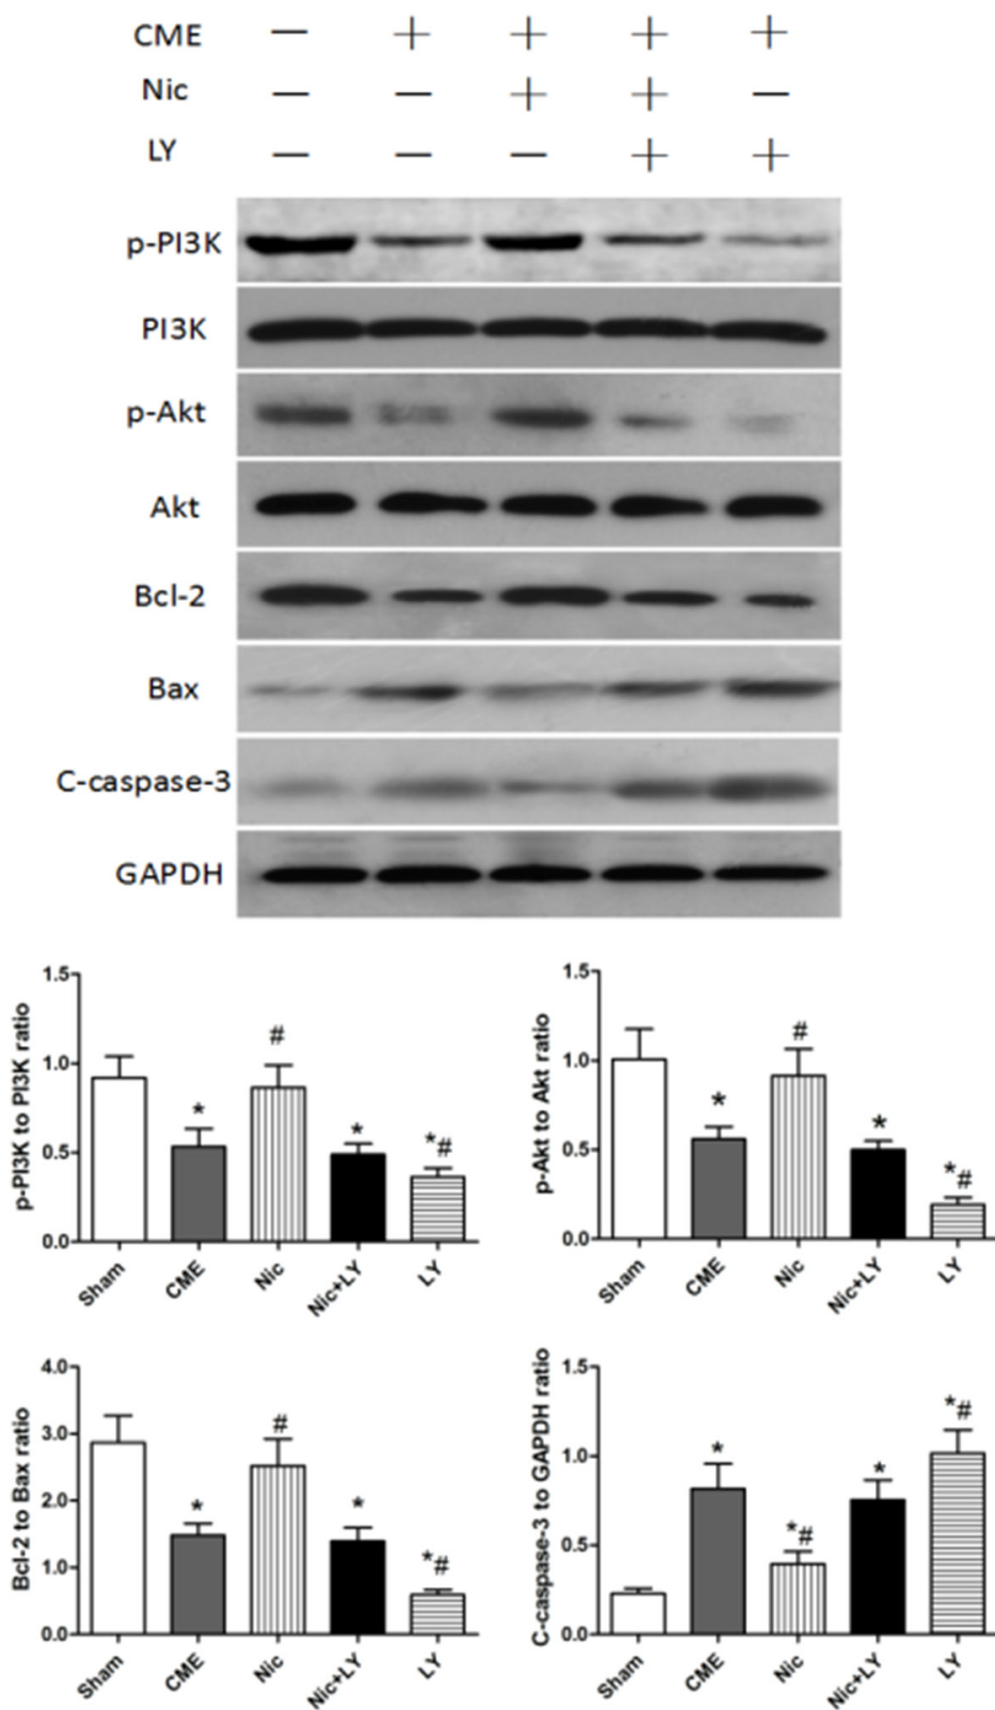 CME — + + + +
Nic — — + + —
LY — — — + +
p-PI3K
PI3K
p-Akt
Akt
Bcl-2
Bax
C-caspase-3
GAPDH
p-PI3K to PI3K ratio
1.5
1.0
0.5
0.0
*
#
*
*#
Sham CME Nic Nic+LY LY
p-Akt to Akt ratio
1.5
1.0
0.5
0.0
*
#
*
*#
Sham CME Nic Nic+LY LY
Bcl-2 to Bax ratio
4.0
3.0
2.0
1.0
0.0
*
#
*
*#
Sham CME Nic Nic+LY LY
C-caspase-3 to GAPDH ratio
1.5
1.0
0.5
0.0
*
*#
*
*#
Sham CME Nic Nic+LY LY